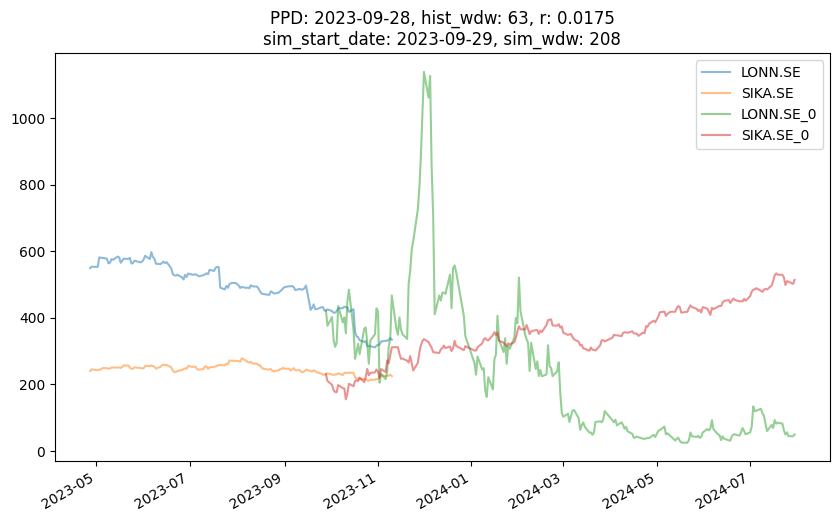 PPD: 2023-09-28, hist_wdw: 63, r: 0.0175
sim_start_date: 2023-09-29, sim_wdw: 208
LONN.SE
SIKA.SE
LONN.SE_0
SIKA.SE_0
1000
800
600
400
200
0
2023-05
2023-07
2023-09
2023-11
2024-01
2024-03
2024-05
2024-07